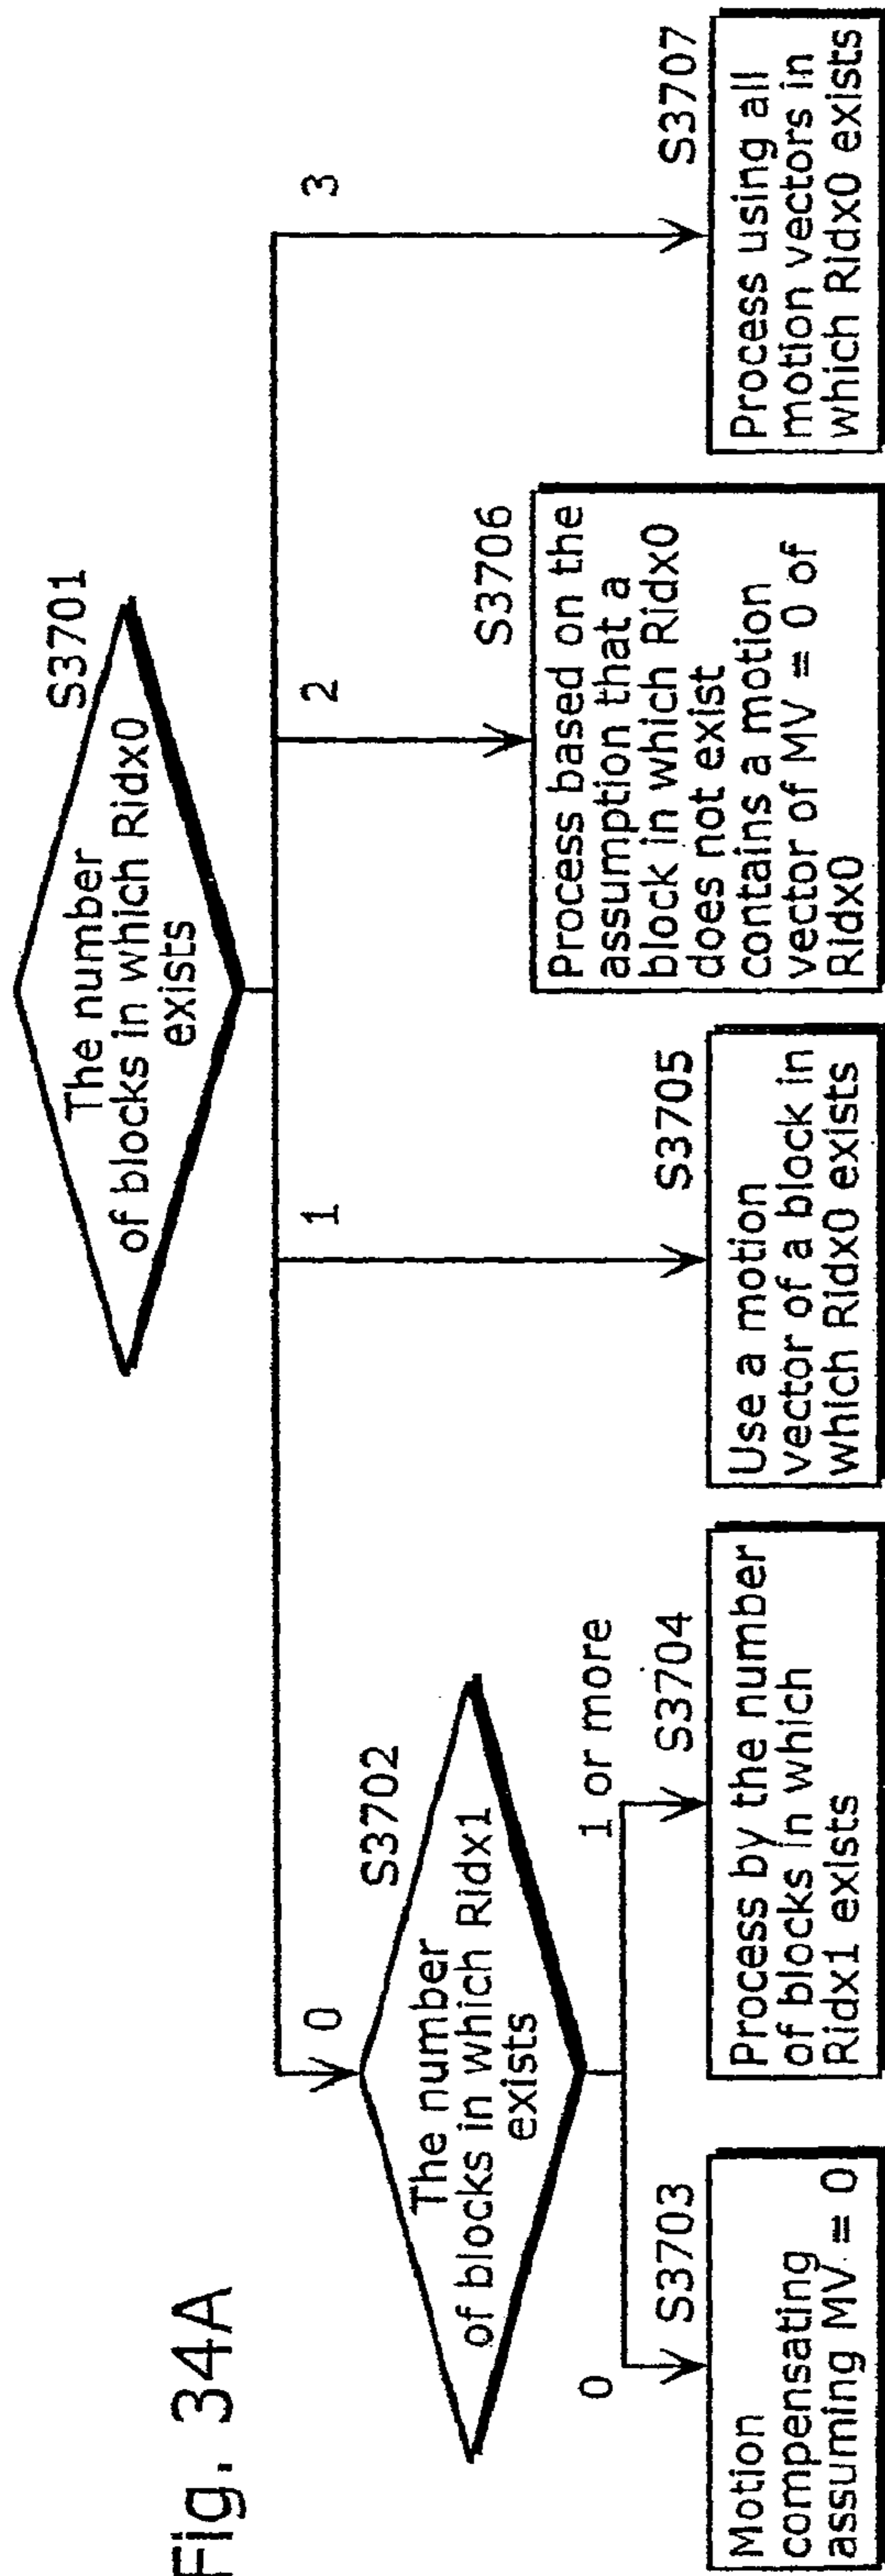 Fig. 34A
S3701
The number
of blocks in which Ridx0
exists
0
1
2
3
S3702
The number
of blocks in which Ridx1
exists
0
1 or more
S3703
Motion
compensating
assuming MV = 0
S3704
Process by the number
of blocks in which
Ridx1 exists
S3705
Use a motion
vector of a block in
which Ridx0 exists
S3706
Process based on the
assumption that a
block in which Ridx0
does not exist
contains a motion
vector of MV = 0 of
Ridx0
S3707
Process using all
motion vectors in
which Ridx0 exists